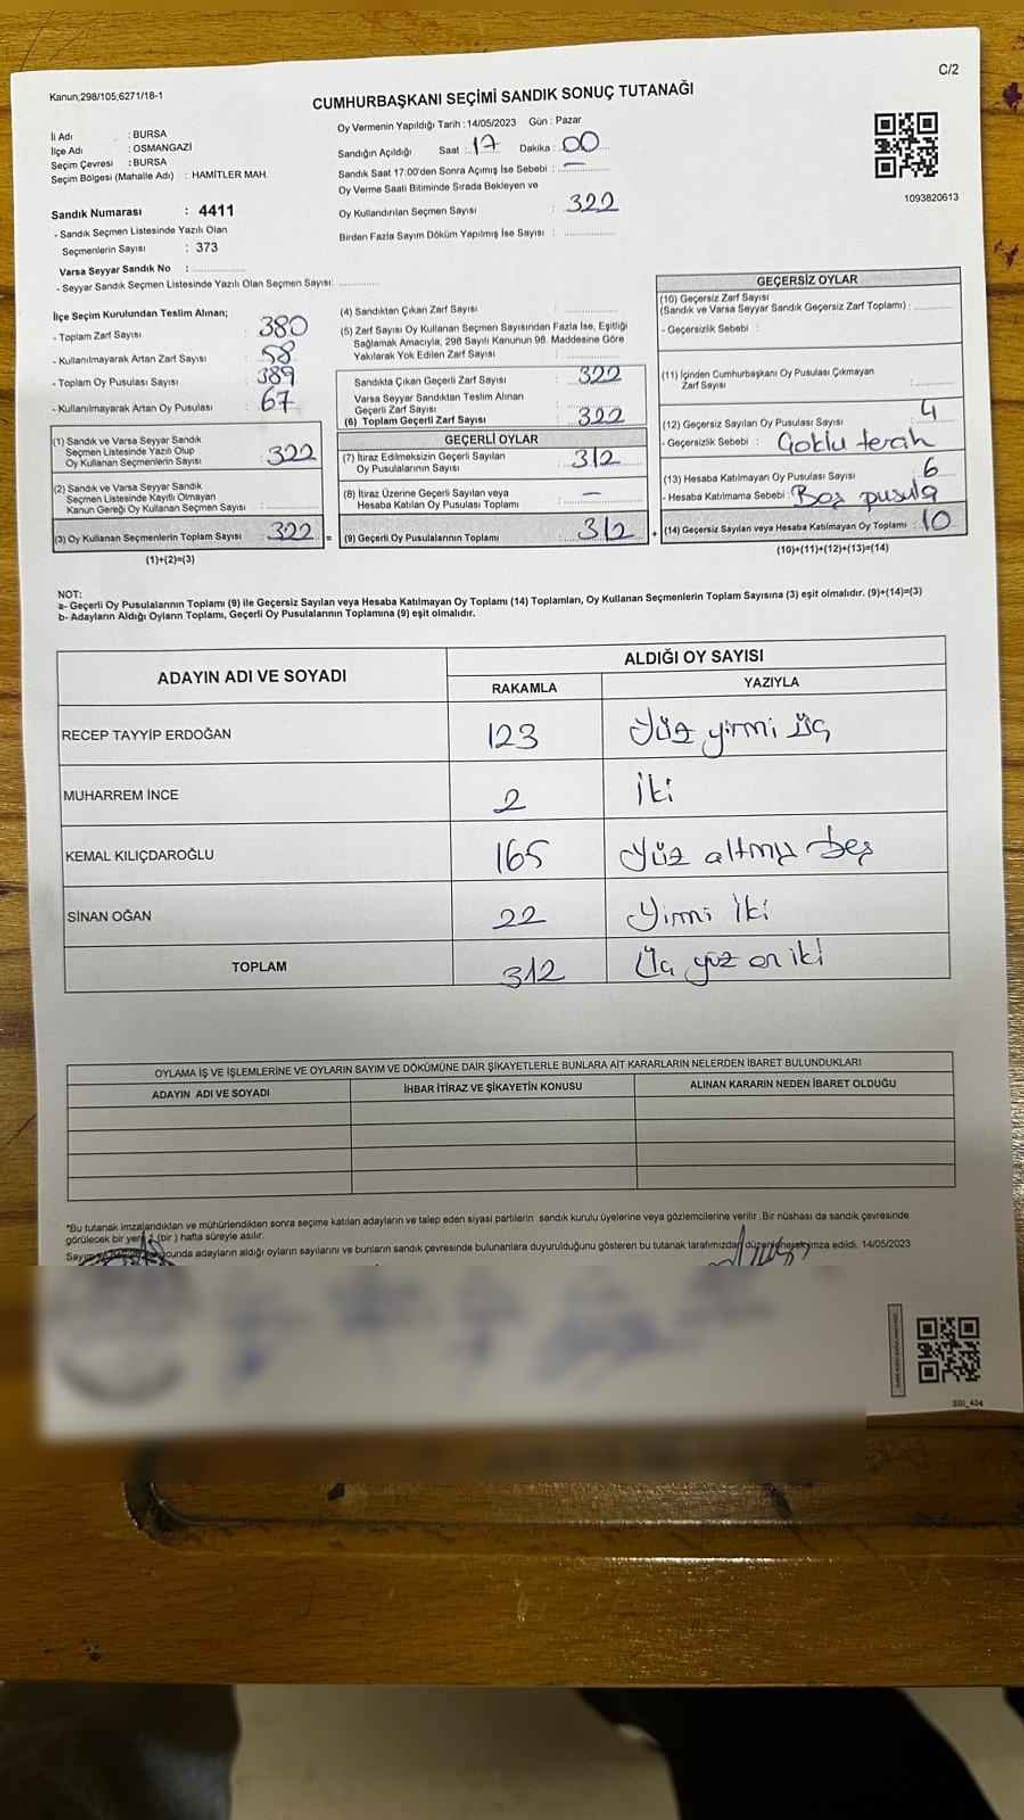 Kanun,298/105,6271/18-1
C/2
CUMHURBAŞKANI SEÇİMİ SANDIK SONUÇ TUTANAĞI
İli Adı : BURSA
İlçe Adı : OSMANGAZİ
Seçim Çevresi : BURSA
Seçim Bölgesi (Mahalle Adı) : HAMİTLER MAH.
Oy Vermenin Yapıldığı Tarih : 14/05/2023 Gün : Pazar
Sandığın Açıldığı Saat : 17 Dakika : 00
Sandık Saat 17:00'den Sonra Açımış İse Sebebi : —
Oy Verme Saati Bitiminde Sırada Bekleyen ve
Oy Kullandırılan Seçmen Sayısı : 322
Birden Fazla Sayım Döküm Yapılmış İse Sayısı :
1093820613
Sandık Numarası : 4411
- Sandık Seçmen Listesinde Yazılı Olan
Seçmenlerin Sayısı : 373
Varsa Seyyar Sandık No :
- Seyyar Sandık Seçmen Listesinde Yazılı Olan Seçmen Sayısı:
İlçe Seçim Kurulundan Teslim Alınan;
- Toplam Zarf Sayısı : 380
- Kullanılmayarak Artan Zarf Sayısı : 58
- Toplam Oy Pusulası Sayısı : 389
- Kullanılmayarak Artan Oy Pusulası : 67
(1) Sandık ve Varsa Seyyar Sandık
Seçmen Listesinde Yazılı Olup
Oy Kullanan Seçmenlerin Sayısı : 322
(2) Sandık ve Varsa Seyyar Sandık
Seçmen Listesinde Kayıtlı Olmayan
Kanun Gereği Oy Kullanan Seçmen Sayısı :
(3) Oy Kullanan Seçmenlerin Toplam Sayısı : 322 =
(1)+(2)=(3)
(4) Sandıktan Çıkan Zarf Sayısı :
(5) Zarf Sayısı Oy Kullanan Seçmen Sayısından Fazla İse, Eşitliği
Sağlamak Amacıyla, 298 Sayılı Kanunun 98. Maddesine Göre
Yakılarak Yok Edilen Zarf Sayısı :
Sandıkta Çıkan Geçerli Zarf Sayısı : 322
Varsa Seyyar Sandıktan Teslim Alınan
Geçerli Zarf Sayısı :
(6) Toplam Geçerli Zarf Sayısı : 322
GEÇERLİ OYLAR
(7) İtiraz Edilmeksizin Geçerli Sayılan
Oy Pusulalarının Sayısı : 312
(8) İtiraz Üzerine Geçerli Sayılan veya
Hesaba Katılan Oy Pusulası Toplamı : —
(9) Geçerli Oy Pusulalarının Toplamı : 312 +
GEÇERSİZ OYLAR
(10) Geçersiz Zarf Sayısı
(Sandık ve Varsa Seyyar Sandık Geçersiz Zarf Toplamı) :
- Geçersizlik Sebebi :
(11) İçinden Cumhurbaşkanı Oy Pusulası Çıkmayan
Zarf Sayısı :
(12) Geçersiz Sayılan Oy Pusulası Sayısı : 4
- Geçersizlik Sebebi : Çoklu tercih
(13) Hesaba Katılmayan Oy Pusulası Sayısı : 6
- Hesaba Katılmama Sebebi : Boş pusula
(14) Geçersiz Sayılan veya Hesaba Katılmayan Oy Toplamı : 10
(10)+(11)+(12)+(13)=(14)
NOT:
a- Geçerli Oy Pusulalarının Toplamı (9) ile Geçersiz Sayılan veya Hesaba Katılmayan Oy Toplamı (14) Toplamları, Oy Kullanan Seçmenlerin Toplam Sayısına (3) eşit olmalıdır. (9)+(14)=(3)
b- Adayların Aldığı Oyların Toplamı, Geçerli Oy Pusulalarının Toplamına (9) eşit olmalıdır.
ADAYIN ADI VE SOYADI
ALDIĞI OY SAYISI
RAKAMLA YAZIYLA
RECEP TAYYİP ERDOĞAN 123 Yüz yirmi üç
MUHARREM İNCE 2 İki
KEMAL KILIÇDAROĞLU 165 Yüz altmış beş
SİNAN OĞAN 22 Yirmi İki
TOPLAM 312 Üç yüz on iki
OYLAMA İŞ VE İŞLEMLERİNE VE OYLARIN SAYIM VE DÖKÜMÜNE DAİR ŞİKAYETLERLE BUNLARA AİT KARARLARIN NELERDEN İBARET BULUNDUKLARI
ADAYIN ADI VE SOYADI İHBAR İTİRAZ VE ŞİKAYETİN KONUSU ALINAN KARARIN NEDEN İBARET OLDUĞU
*Bu tutanak imzalandıktan ve mühürlendikten sonra seçime katılan adayların ve talep eden siyasi partilerin sandık kurulu üyelerine veya gözlemcilerine verilir. Bir nüshası da sandık çevresinde
görülecek bir yere 1 (bir) hafta süreyle asılır.
adayların aldığı oyların sayılarını ve bunların sandık çevresinde bulunanlara duyurulduğunu gösteren bu tutanak tarafımızdan düzenlenerek imza edildi. 14/05/2023